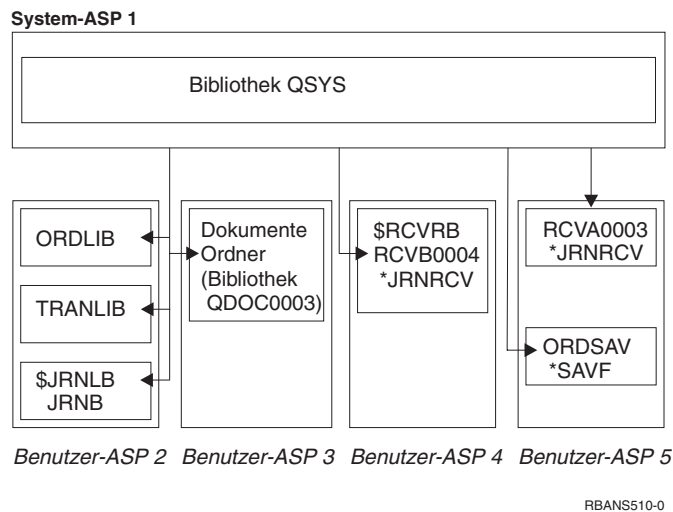 System-ASP 1
Bibliothek QSYS
ORDLIB
TRANLIB
$JRNLB
JRNB
Dokumente
Ordner
(Bibliothek
QDOC0003)
$RCVRB
RCVB0004
*JRNRCV
RCVA0003
*JRNRCV
ORDSAV
*SAVF
Benutzer-ASP 2
Benutzer-ASP 3
Benutzer-ASP 4
Benutzer-ASP 5
RBANS510-0